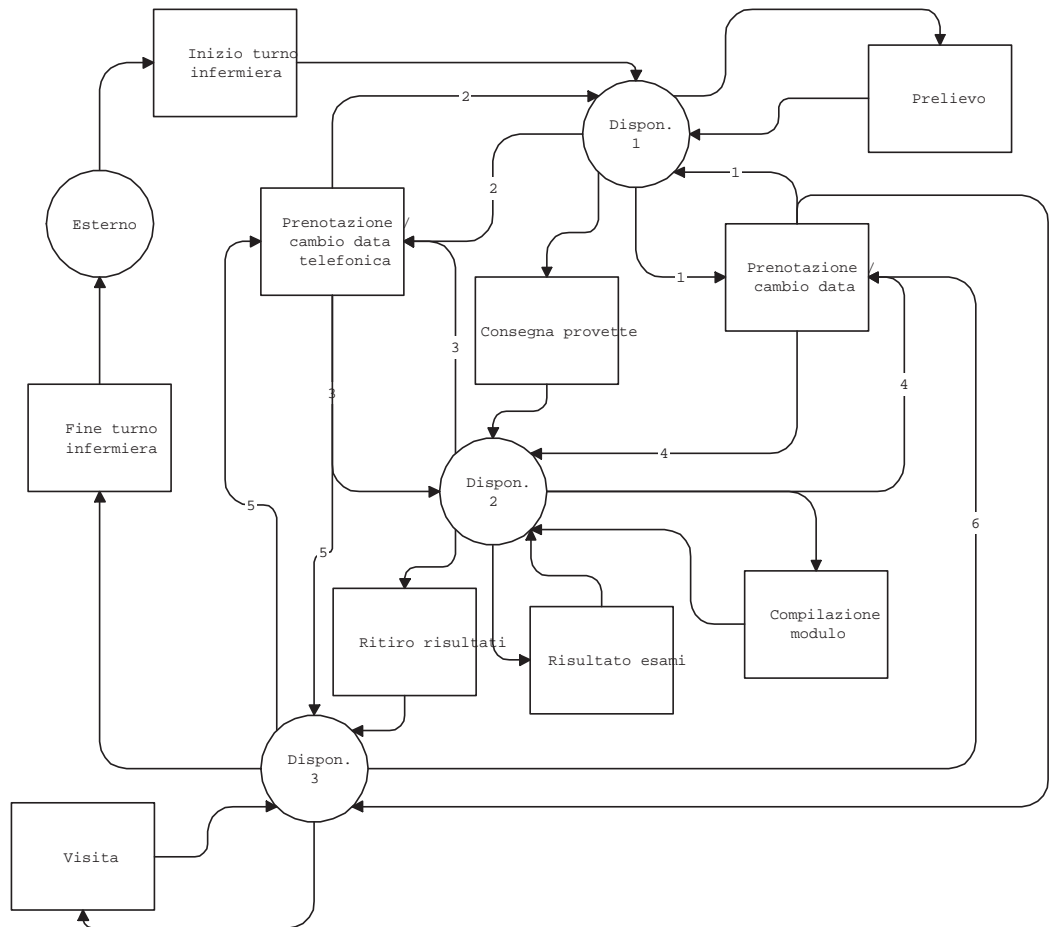 Inizio turno
infermiera
Prelievo
2
Dispon.
1
1
2
Esterno
Prenotazione /
cambio data
telefonica
Prenotazione /
cambio data
1
Consegna provette
3
3
4
Fine turno
infermiera
4
Dispon.
2
5
6
5
Compilazione
modulo
Ritiro risultati
Risultato esami
Dispon.
3
Visita